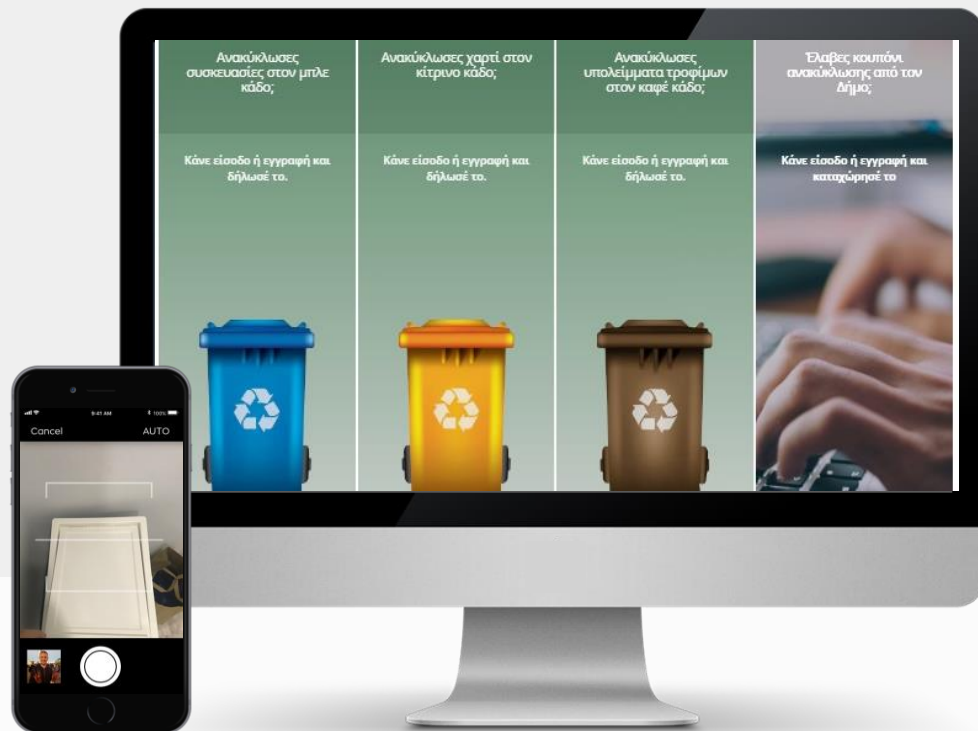 Ανακύκλωσες
συσκευασίες στον μπλε
κάδο;
Κάνε είσοδο ή εγγραφή και
δήλωσέ το.
Ανακύκλωσες χαρτί στον
κίτρινο κάδο;
Κάνε είσοδο ή εγγραφή και
δήλωσέ το.
Ανακύκλωσες
υπολείμματα τροφίμων
στον καφέ κάδο;
Κάνε είσοδο ή εγγραφή και
δήλωσέ το.
Έλαβες κουπόνι
ανακύκλωσης από τον
Δήμο;
Κάνε είσοδο ή εγγραφή και
καταχώρησέ το
9:41 AM 100%
Cancel AUTO